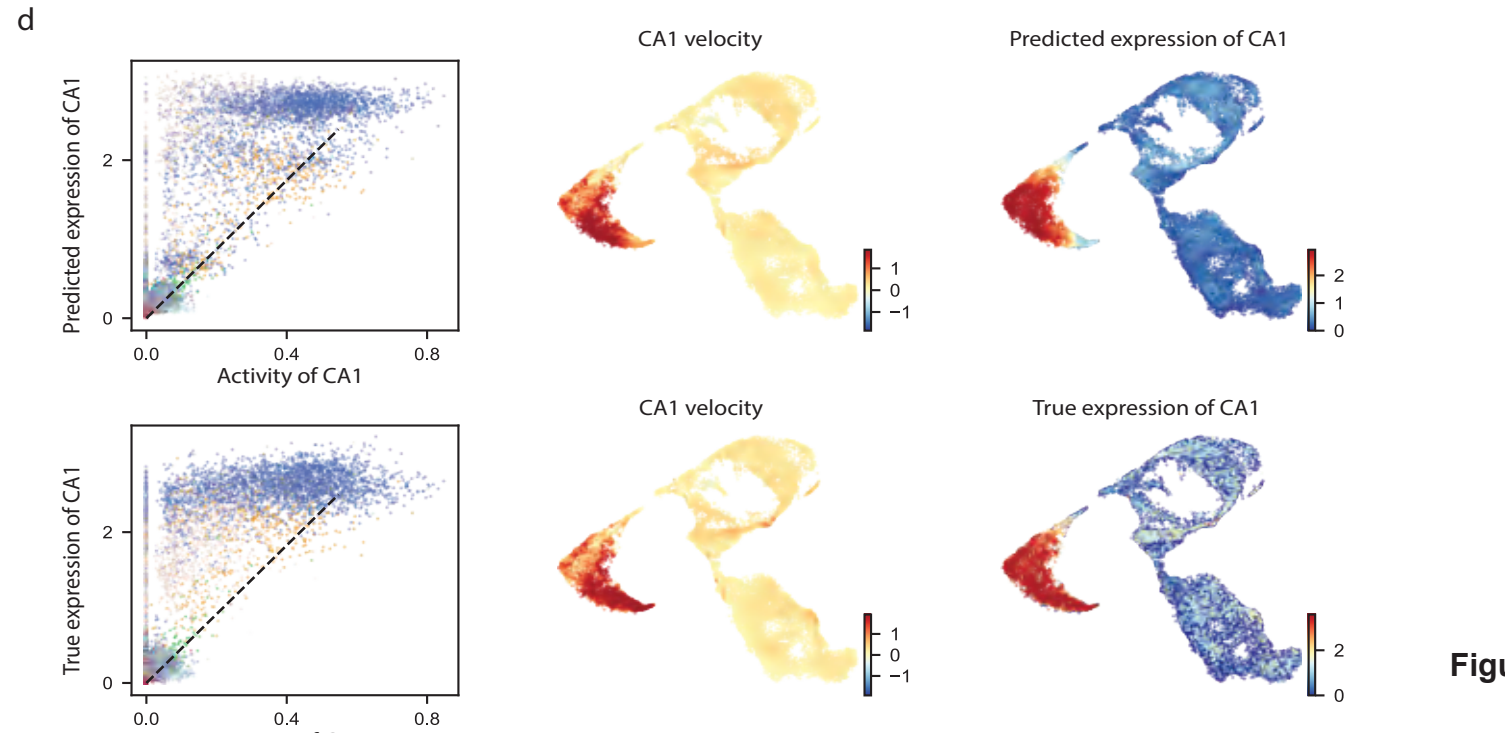 d
CA1 velocity
Predicted expression of CA1
Predicted expression of CA1
2
0
0.0 0.4 0.8
Activity of CA1
1
0
−1
2
1
0
CA1 velocity
True expression of CA1
True expression of CA1
2
0
0.0 0.4 0.8
1
0
−1
2
0
Figu